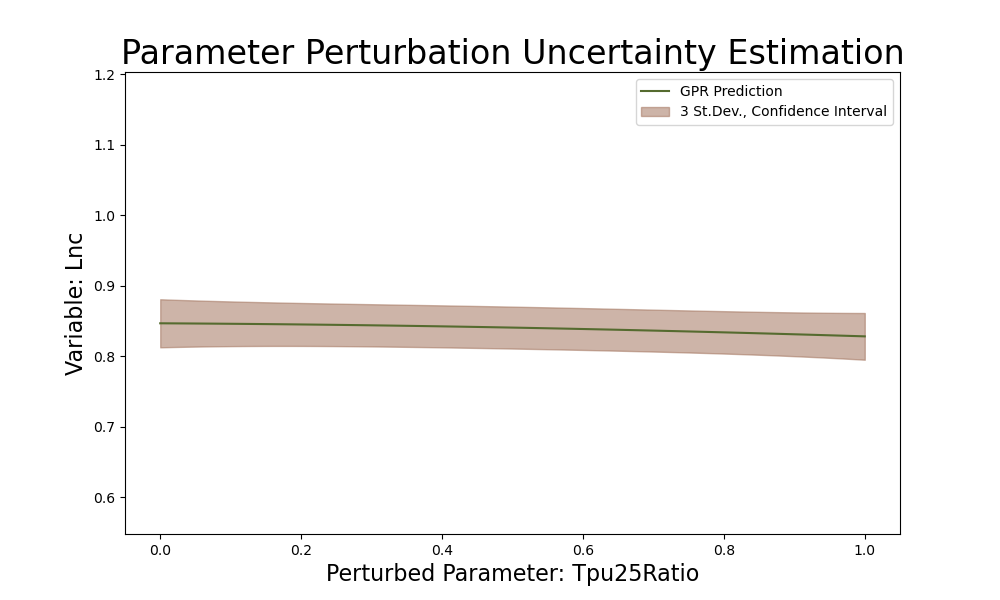 Parameter Perturbation Uncertainty Estimation
GPR Prediction
3 St.Dev., Confidence Interval
Variable: Lnc
1.2
1.1
1.0
0.9
0.8
0.7
0.6
0.0 0.2 0.4 0.6 0.8 1.0
Perturbed Parameter: Tpu25Ratio